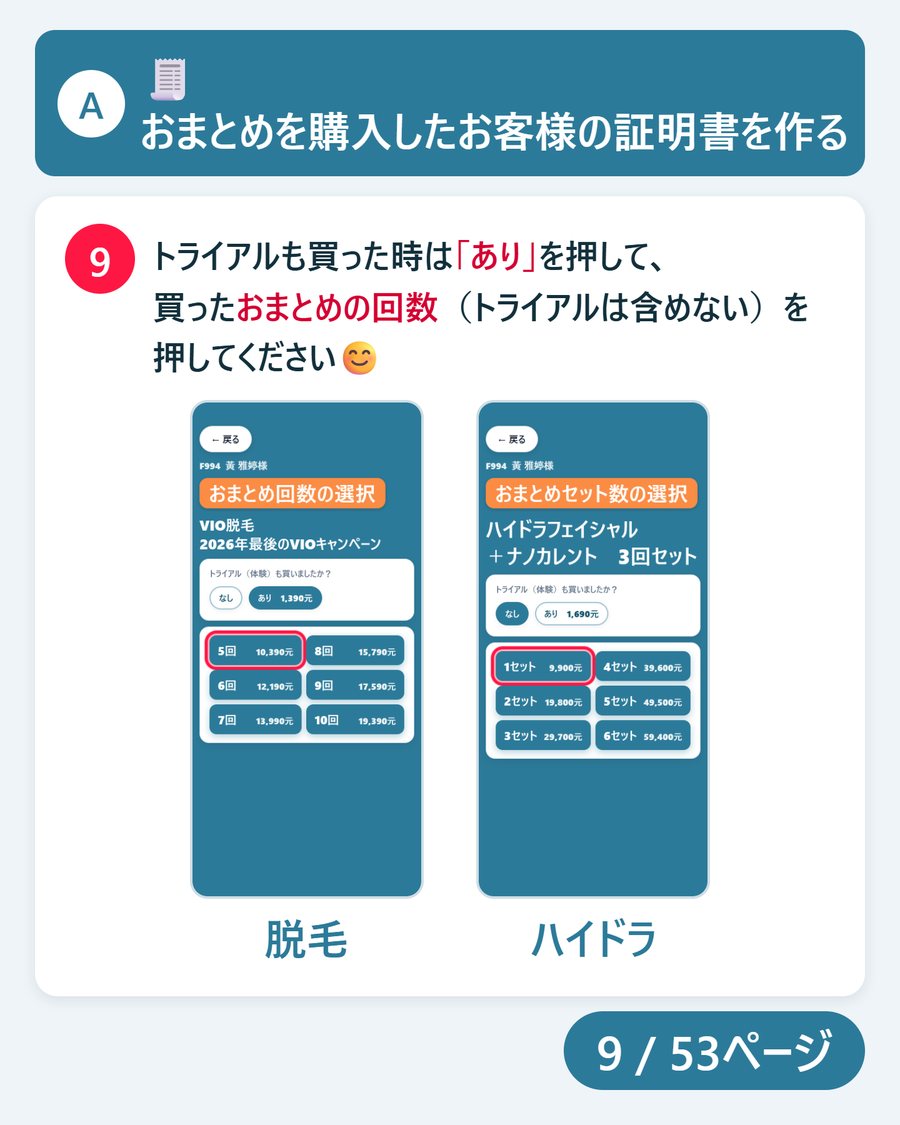 A
おまとめを購入したお客様の証明書を作る
9
トライアルも買った時は「あり」を押して、
買ったおまとめの回数（トライアルは含めない）を
押してください😊
← 戻る
F994 黃 雅婷様
おまとめ回数の選択
VIO脱毛
2026年最後のVIOキャンペーン
トライアル（体験）も買いましたか？
なし
あり 1,390元
5回 10,390元
8回 15,790元
6回 12,190元
9回 17,590元
7回 13,990元
10回 19,390元
脱毛
← 戻る
F994 黃 雅婷様
おまとめセット数の選択
ハイドラフェイシャル
＋ナノカレント　3回セット
トライアル（体験）も買いましたか？
なし
あり 1,690元
1セット 9,900元
4セット 39,600元
2セット 19,800元
5セット 49,500元
3セット 29,700元
6セット 59,400元
ハイドラ
9 / 53ページ